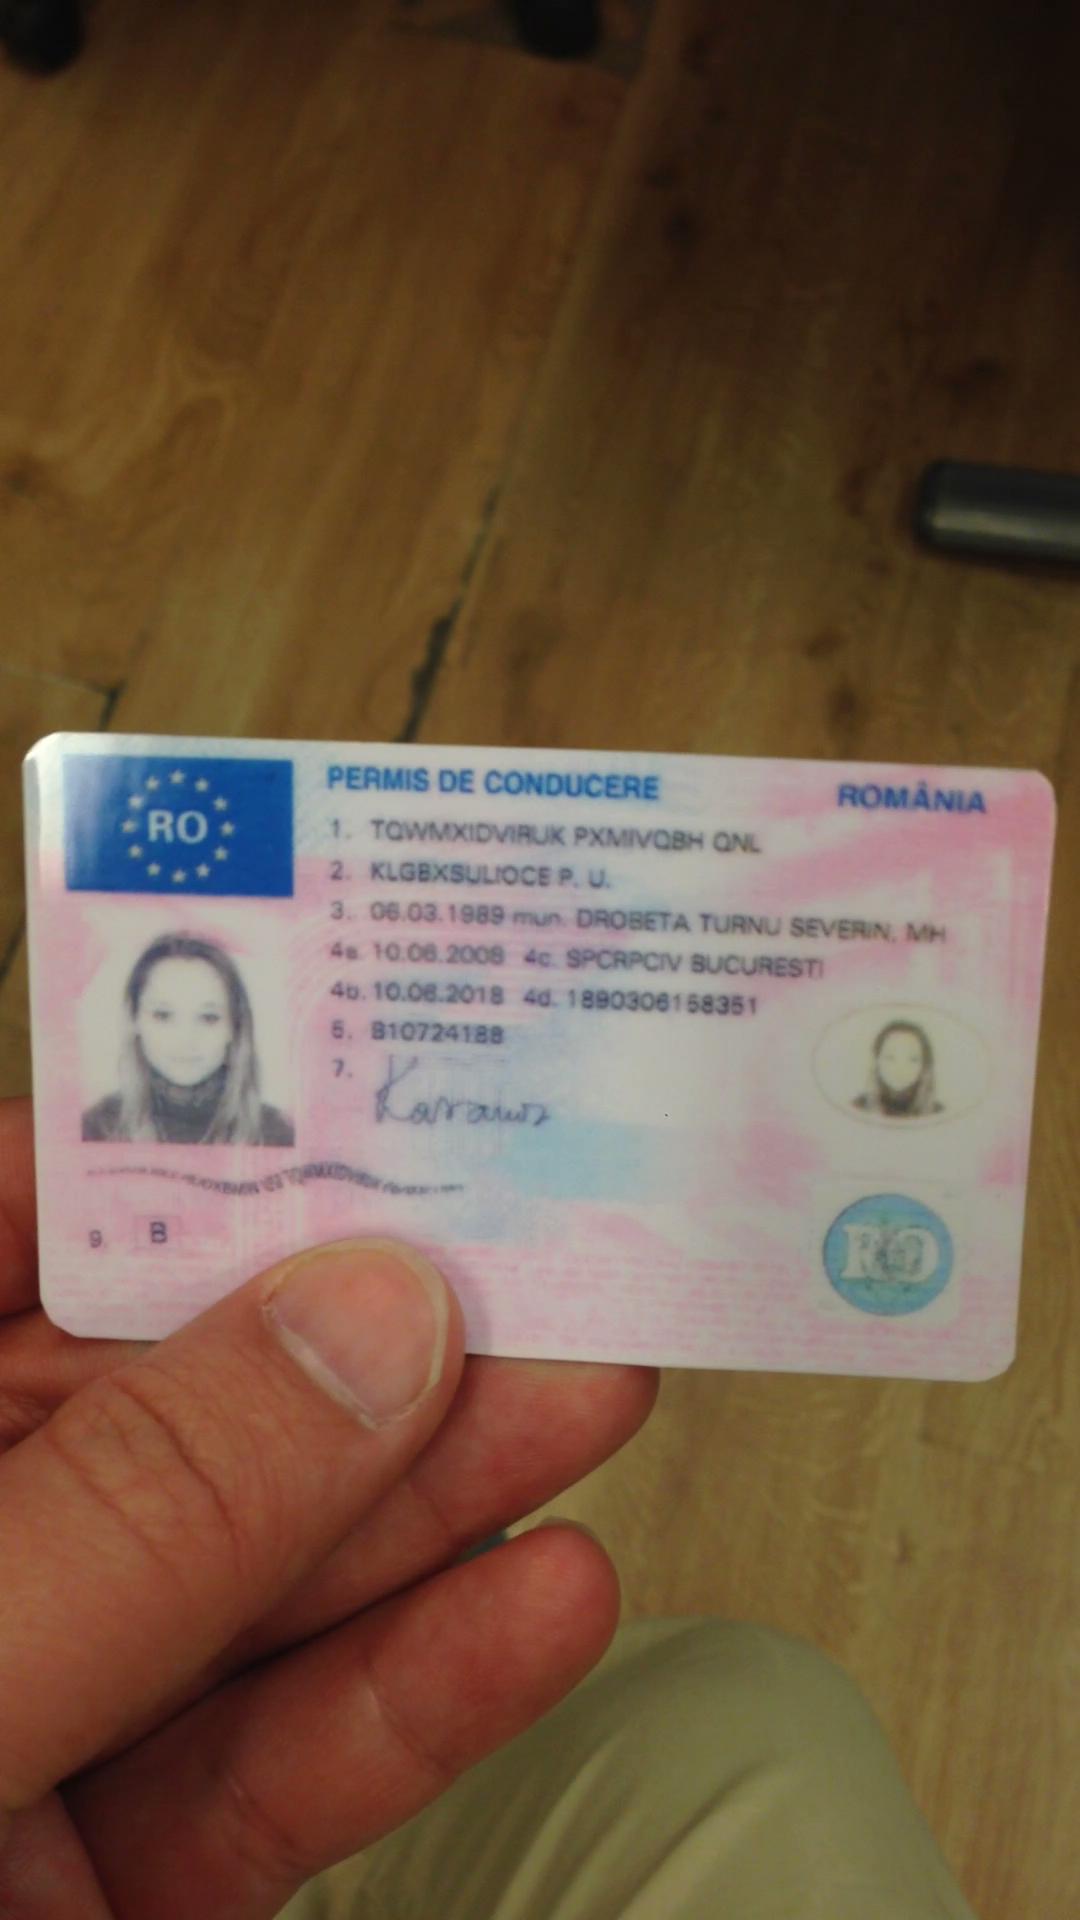 RO
PERMIS DE CONDUCERE ROMÂNIA
1. TQWMXIDVIRUK PXMIVQBH QNL
2. KLGBXSULIOCE P. U.
3. 06.03.1989 mun. DROBETA TURNU SEVERIN, MH
4a. 10.06.2008 4c. SPCRPCIV BUCURESTI
4b. 10.06.2018 4d. 1890306158351
5. B10724188
7.
9. B
RO